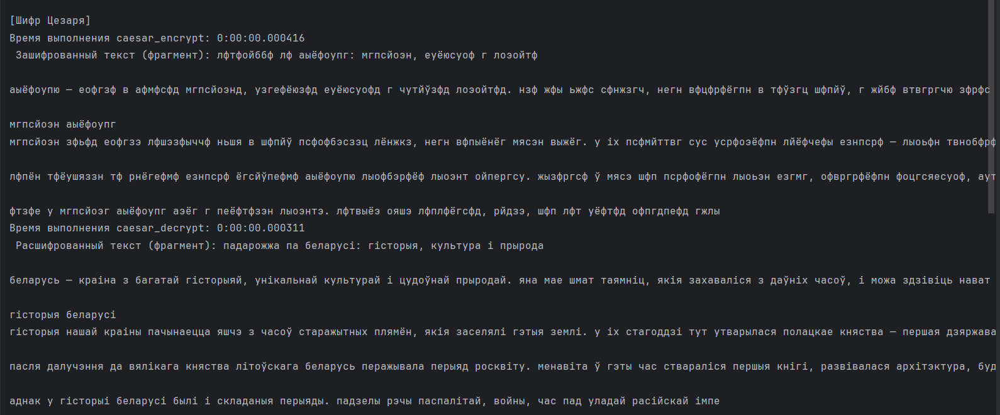 [Шифр Цезаря]
Время выполнения caesar_encrypt: 0:00:00.000416
Зашифрованный текст (фрагмент): лфтфойббф лф аыёфоупг: мгпсйоэн, еуёюсуоф г лоэойтф
аыёфоупю — еофгзф в афмфсфд мгпсйоэнд, узгефёюзфд еуёюсуофд г чутйўзфд лоэойтфд. нзф жфы ьжфс сфнжзгч, негн вфцфрфёгпн в тфўзгц шфпйў, г жйбф втвгргчю зфрфс
мгпсйоэн аыёфоупг
мгпсйоэн зфьфд еофгзэ лфшэзфыччф ньшя в шфпйў псфофбэсзэц лёнжкз, негн вфпыёнёг мясэн выжёг. у іх псфмйттвг сус усрфоэёфпн лйёфчефы езнпсрф — лыоьфн твнобфрф
лфпён тфёушяззн тф рнёгефмф езнпсрф ёгсйўпефмф аыёфоупю лыофбэрфёф лыоэнт ойпергсу. жызфргсф ў мясэ шфп псрфофёгпн лыоьэн езгмг, офвргрфёфпн фоцгсяесуоф, аут
фтзфе у мгпсйоэг аыёфоупг аэёг г пеёфтфзэн лыоэнтэ. лфтвыёэ ояшэ лфплфёгсфд, рйдзэ, шфп лфт уёфтфд офпгдпефд гжлы
Время выполнения caesar_decrypt: 0:00:00.000311
Расшифрованный текст (фрагмент): падарожжа па беларусі: гісторыя, культура і прырода
беларусь — краіна з багатай гісторыяй, унікальнай культурай і цудоўнай прыродай. яна мае шмат таямніц, якія захаваліся з даўніх часоў, і можа здзівіць нават
гісторыя беларусі
гісторыя нашай краіны пачынаецца яшчэ з часоў старажытных плямён, якія засялялі гэтыя землі. у іх стагоддзі тут утварылася полацкае княства — першая дзяржава
пасля далучэння да вялікага княства літоўскага беларусь перажывала перыяд росквіту. менавіта ў гэты час ствараліся першыя кнігі, развівалася архітэктура, буд
аднак у гісторыі беларусі былі і складаныя перыяды. падзелы рэчы паспалітай, войны, час пад уладай расійскай імпе